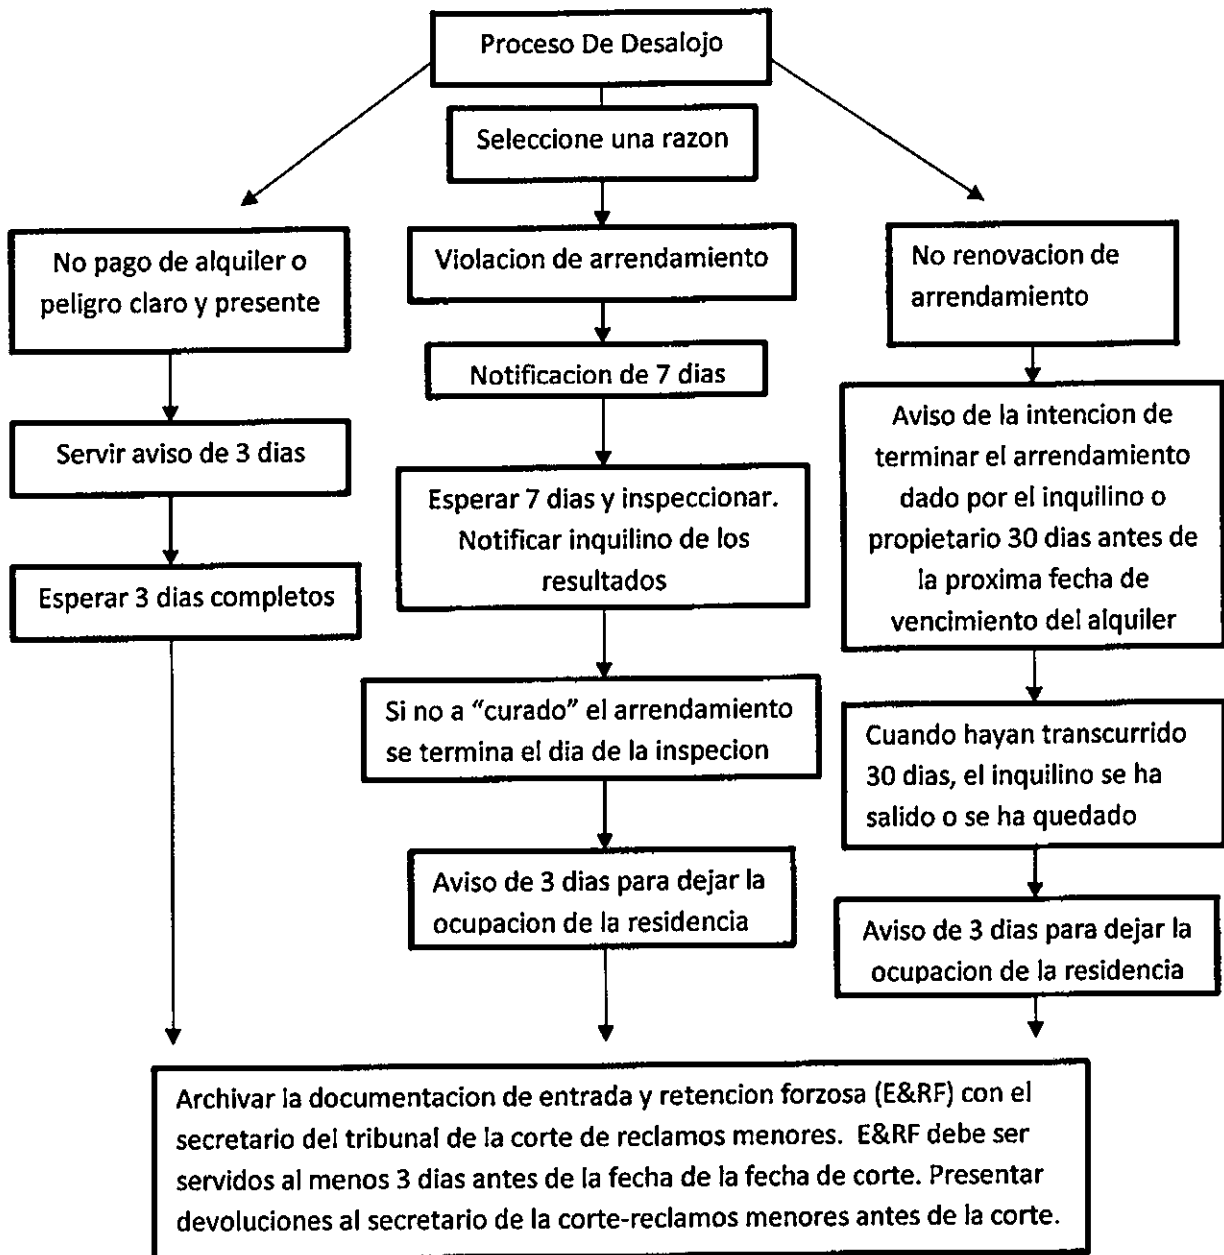 Proceso De Desalojo
Seleccione una razon
No pago de alquiler o
peligro claro y presente
Servir aviso de 3 dias
Esperar 3 dias completos
Violacion de arrendamiento
Notificacion de 7 dias
Esperar 7 dias y inspeccionar.
Notificar inquilino de los
resultados
Si no a “curado” el arrendamiento
se termina el dia de la inspecion
Aviso de 3 dias para dejar la
ocupacion de la residencia
No renovacion de
arrendamiento
Aviso de la intencion de
terminar el arrendamiento
dado por el inquilino o
propietario 30 dias antes de
la proxima fecha de
vencimiento del alquiler
Cuando hayan transcurrido
30 dias, el inquilino se ha
salido o se ha quedado
Aviso de 3 dias para dejar la
ocupacion de la residencia
Archivar la documentacion de entrada y retencion forzosa (E&RF) con el
secretario del tribunal de la corte de reclamos menores. E&RF debe ser
servidos al menos 3 dias antes de la fecha de la fecha de corte. Presentar
devoluciones al secretario de la corte-reclamos menores antes de la corte.